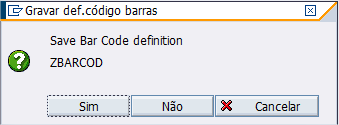 Gravar def.código barras
Save Bar Code definition
ZBARCOD
Sim
Não
Cancelar